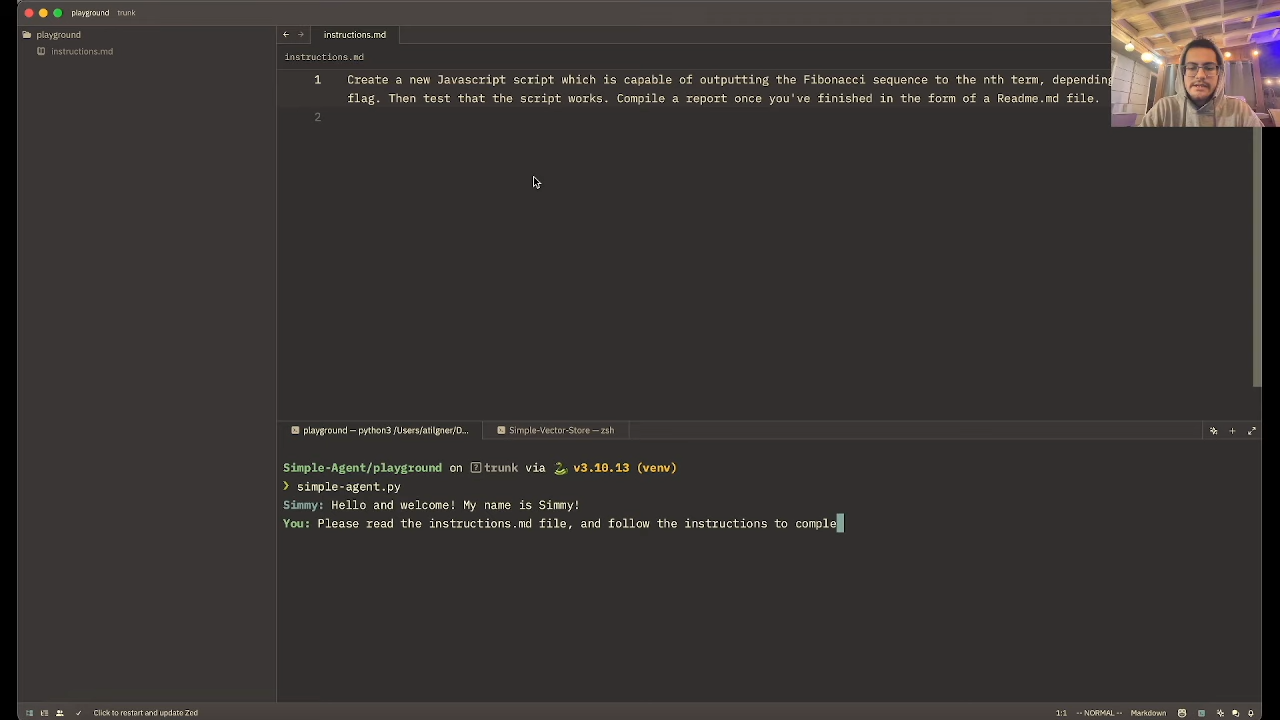 playground trunk
playground
instructions.md
instructions.md
instructions.md
1 Create a new Javascript script which is capable of outputting the Fibonacci sequence to the nth term, depending
flag. Then test that the script works. Compile a report once you've finished in the form of a Readme.md file.
2
playground — python3 /Users/atilgner/D... Simple-Vector-Store — zsh
Simple-Agent/playground on trunk via v3.10.13 (venv)
❯ simple-agent.py
Simmy: Hello and welcome! My name is Simmy!
You: Please read the instructions.md file, and follow the instructions to comple
Click to restart and update Zed 1:1 -- NORMAL -- Markdown